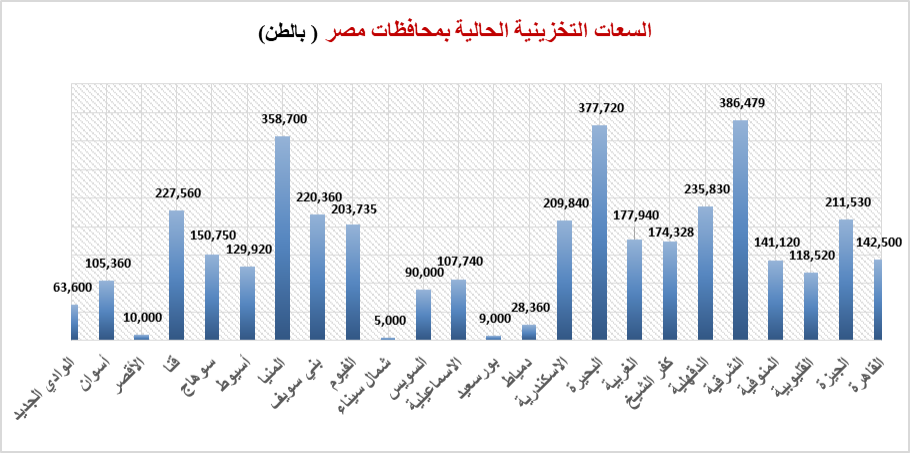 السعات التخزينية الحالية بمحافظات مصر ( بالطن)
386,479
377,720
358,700
235,830
227,560
220,360
211,530
209,840
203,735
177,940
174,328
150,750
142,500
141,120
129,920
118,520
107,740
105,360
90,000
63,600
28,360
10,000
9,000
5,000
القاهرة
الجيزة
القليوبية
المنوفية
الشرقية
الدقهلية
كفر الشيخ
الغربية
البحيرة
الاسكندرية
دمياط
بورسعيد
الاسماعيلية
السويس
شمال سيناء
الفيوم
بني سويف
المنيا
أسيوط
سوهاج
قنا
الأقصر
أسوان
الوادي الجديد